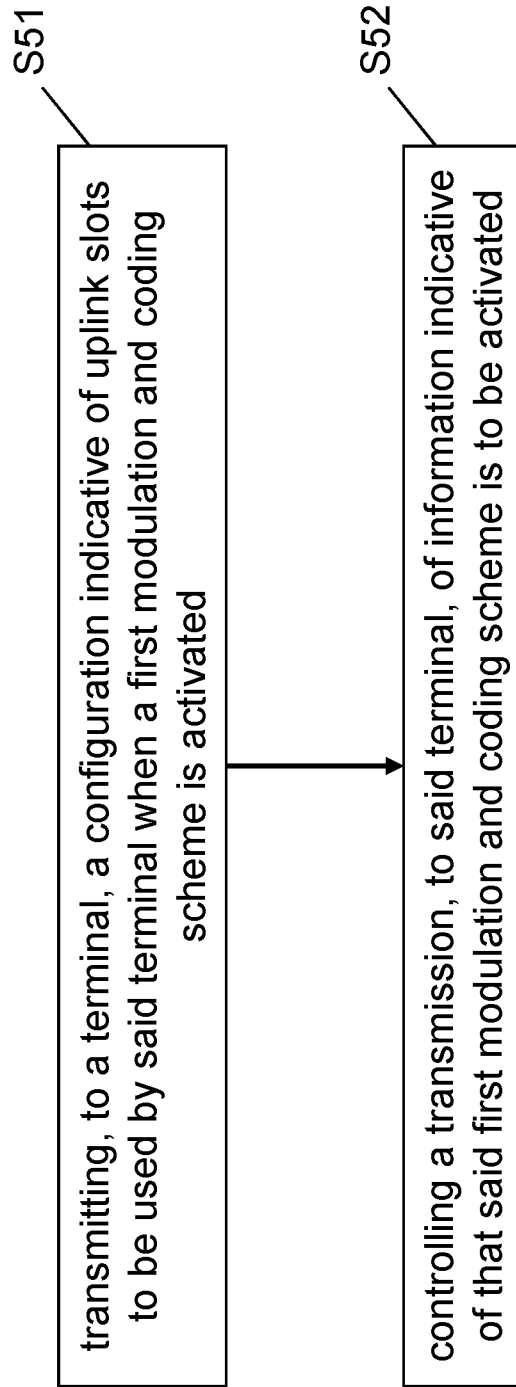 transmitting, to a terminal, a configuration indicative of uplink slots
to be used by said terminal when a first modulation and coding
scheme is activated
S51
controlling a transmission, to said terminal, of information indicative
of that said first modulation and coding scheme is to be activated
S52